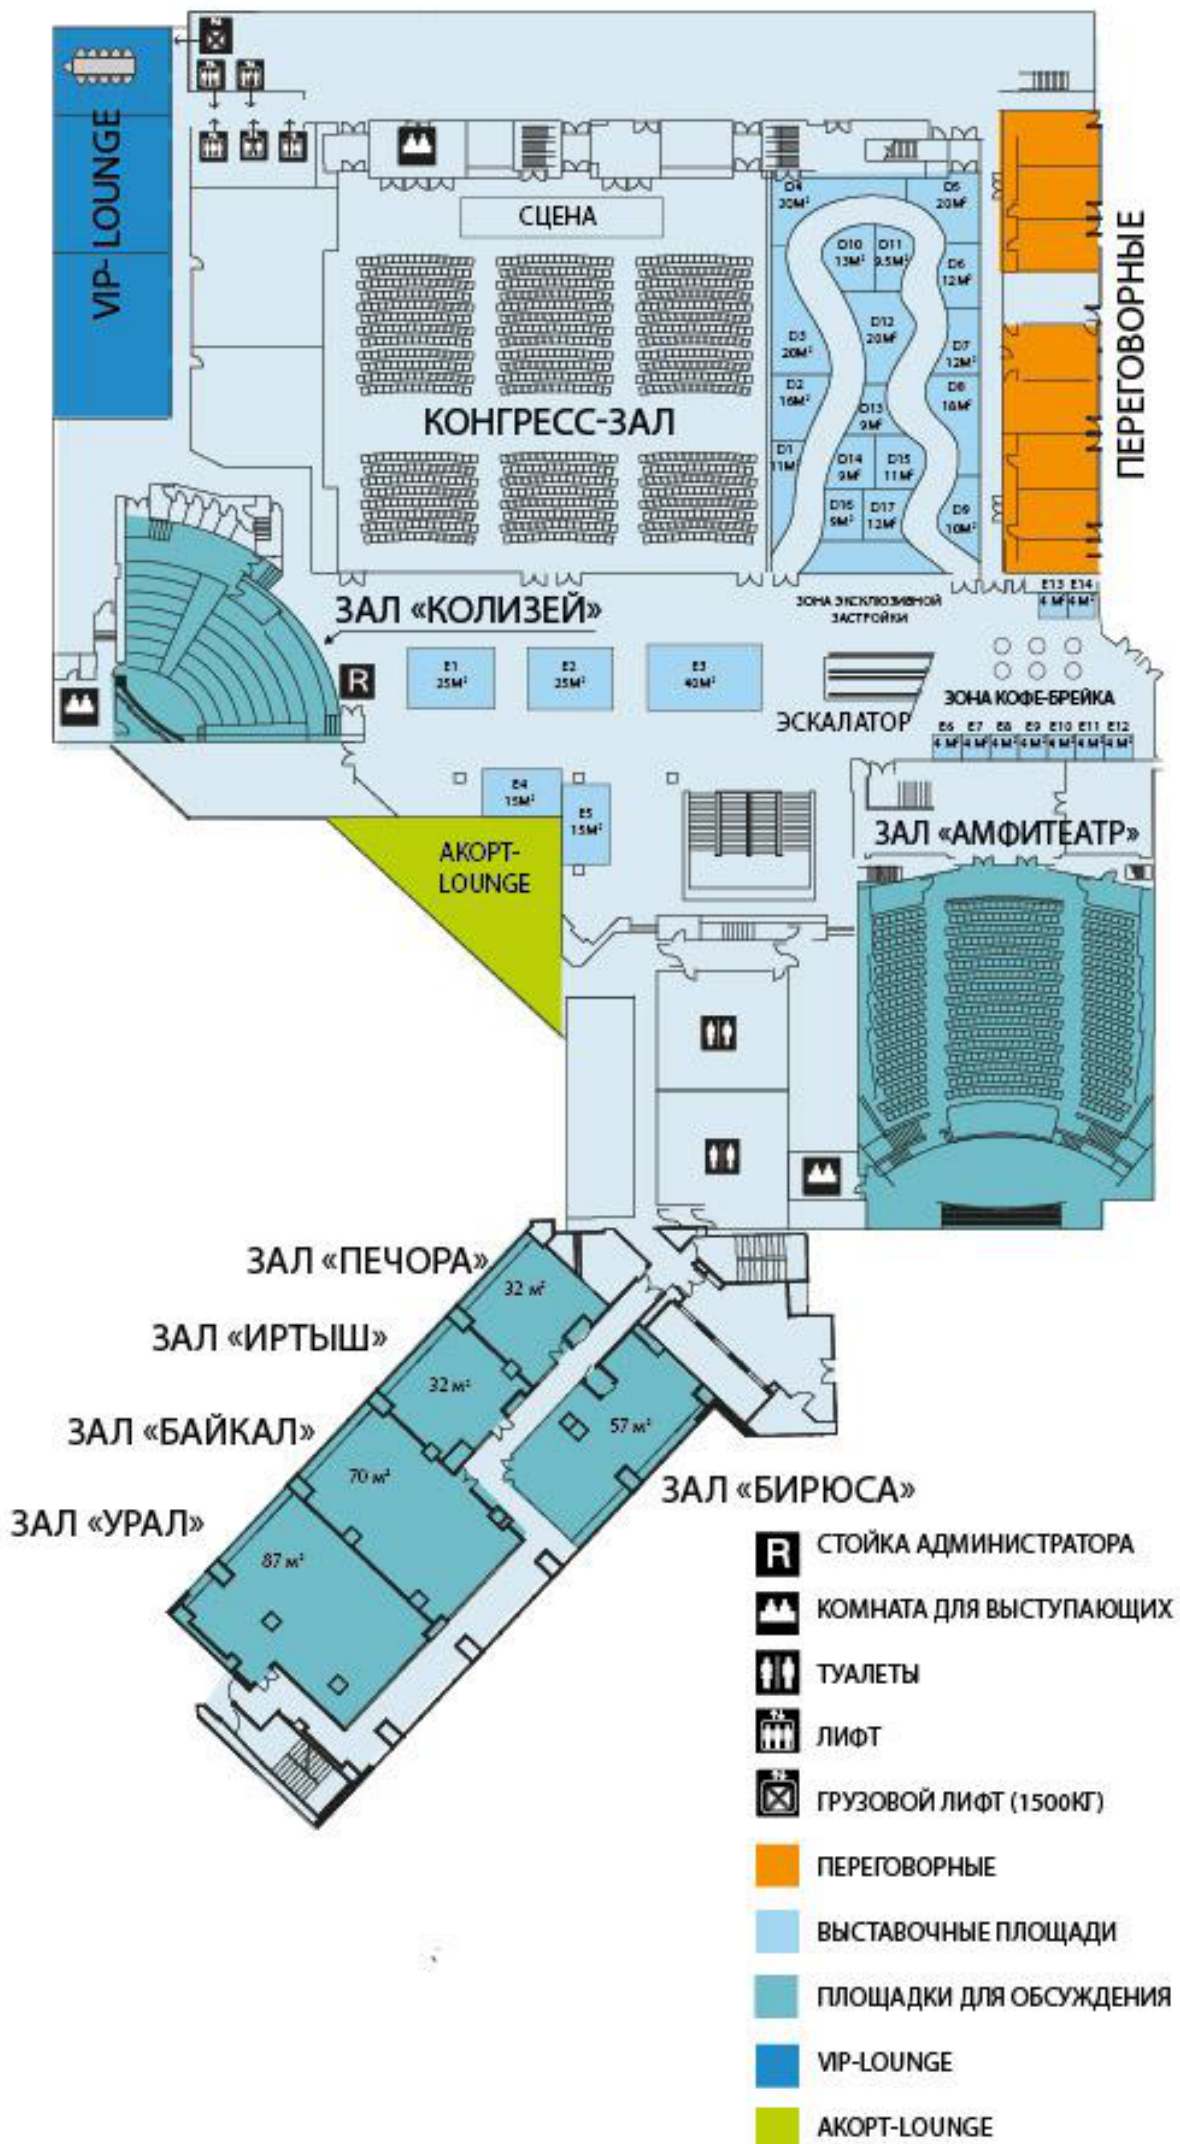 VIP- LOUNGE
СЦЕНА
КОНГРЕСС-ЗАЛ
D4
20М²
D5
20М²
D10
13М²
D11
9.5М²
D6
12М²
D3
20М²
D12
20М²
D7
12М²
D2
16М²
D13
9М²
D8
18М²
D1
11М²
D14
9М²
D15
11М²
D16
9М²
D17
12М²
D9
10М²
ПЕРЕГОВОРНЫЕ
ЗОНА ЭКСКЛЮЗИВНОЙ
ЗАСТРОЙКИ
E13 E14
4 М² 4 М²
ЗАЛ «КОЛИЗЕЙ»
R
E1
25М²
E2
25М²
E3
40М²
ЭСКАЛАТОР
ЗОНА КОФЕ-БРЕЙКА
E6 E7 E8 E9 E10 E11 E12
4 М² 4 М² 4 М² 4 М² 4 М² 4 М² 4 М²
E4
15М²
E5
15М²
АКОРТ-
LOUNGE
ЗАЛ «АМФИТЕАТР»
ЗАЛ «ПЕЧОРА»
32 м²
ЗАЛ «ИРТЫШ»
32 м²
ЗАЛ «БАЙКАЛ»
70 м²
57 м²
ЗАЛ «БИРЮСА»
ЗАЛ «УРАЛ»
87 м²
R СТОЙКА АДМИНИСТРАТОРА
КОМНАТА ДЛЯ ВЫСТУПАЮЩИХ
ТУАЛЕТЫ
ЛИФТ
ГРУЗОВОЙ ЛИФТ (1500КГ)
ПЕРЕГОВОРНЫЕ
ВЫСТАВОЧНЫЕ ПЛОЩАДИ
ПЛОЩАДКИ ДЛЯ ОБСУЖДЕНИЯ
VIP-LOUNGE
АКОРТ-LOUNGE